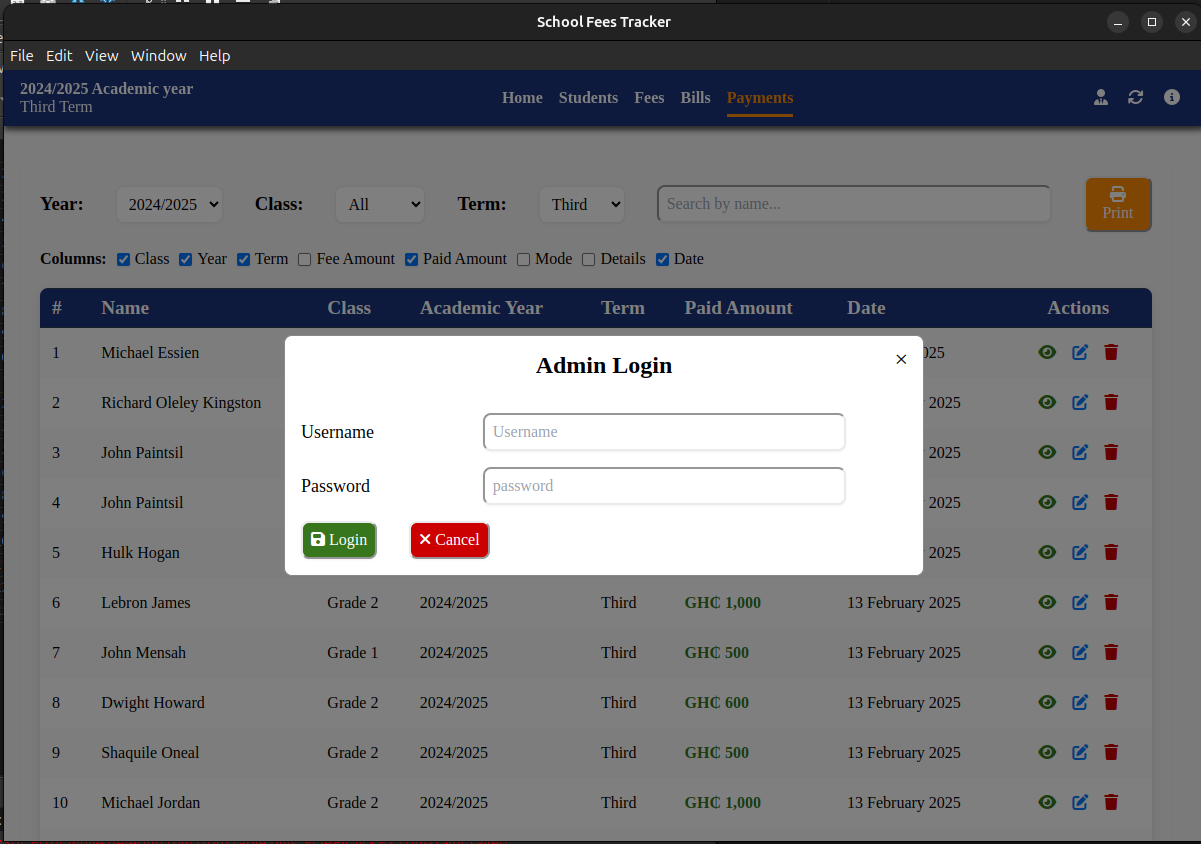 School Fees Tracker
File Edit View Window Help
2024/2025 Academic year
Third Term
Home Students Fees Bills Payments
Year: 2024/2025 Class: All Term: Third Search by name... Print
Columns: Class Year Term Fee Amount Paid Amount Mode Details Date
# Name Class Academic Year Term Paid Amount Date Actions
1 Michael Essien 025
2 Richard Oleley Kingston 2025
3 John Paintsil 2025
4 John Paintsil 2025
5 Hulk Hogan 2025
Admin Login
Username Username
Password password
Login Cancel
6 Lebron James Grade 2 2024/2025 Third GH₵ 1,000 13 February 2025
7 John Mensah Grade 1 2024/2025 Third GH₵ 500 13 February 2025
8 Dwight Howard Grade 2 2024/2025 Third GH₵ 600 13 February 2025
9 Shaquile Oneal Grade 2 2024/2025 Third GH₵ 500 13 February 2025
10 Michael Jordan Grade 2 2024/2025 Third GH₵ 1,000 13 February 2025